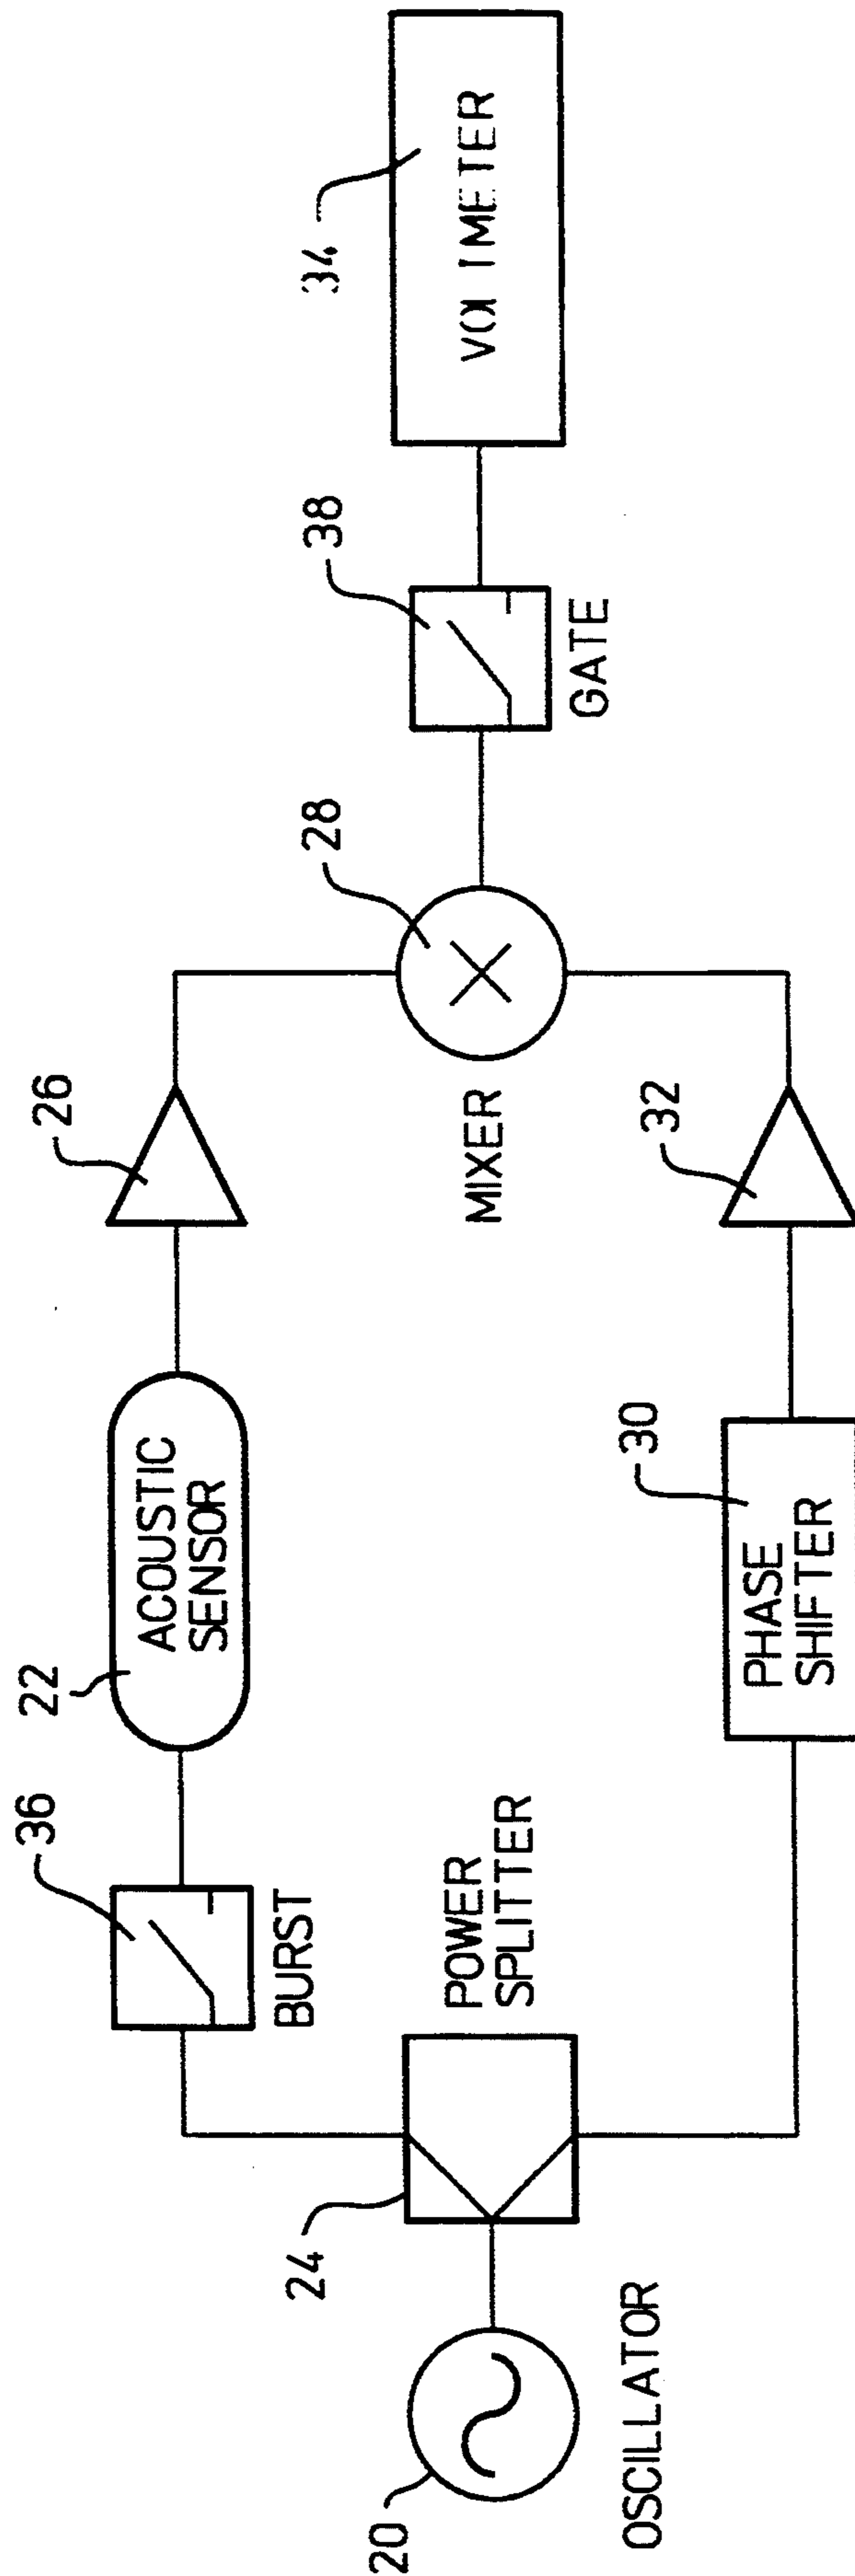 36
22
ACOUSTIC
SENSOR
26
BURST
24
POWER
SPLITTER
MIXER
28
38
GATE
34
VOLTMETER
20
OSCILLATOR
30
PHASE
SHIFTER
32